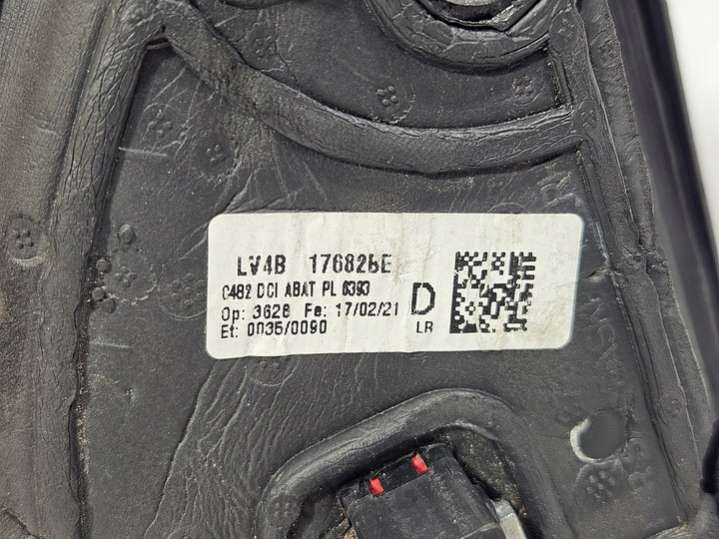 LV4B 17682BE
C482 DCI ABAT PL 6393
Op: 3628 Fe: 17/02/21
Et: 0035/0090
D
LR